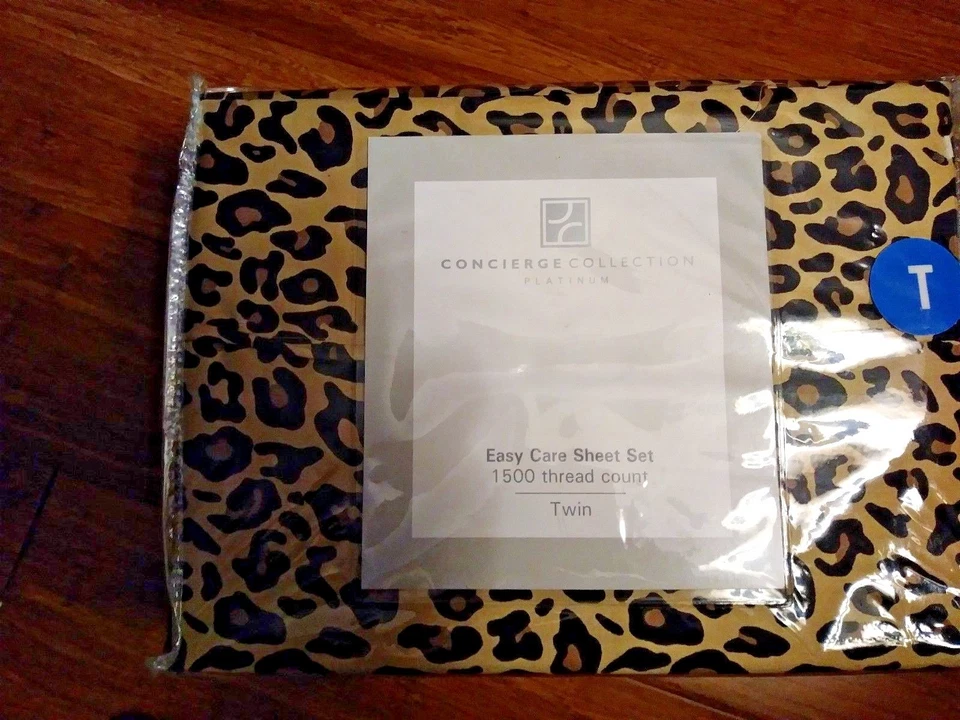 CONCIERGE COLLECTION
PLATINUM
T
Easy Care Sheet Set
1500 thread count
Twin